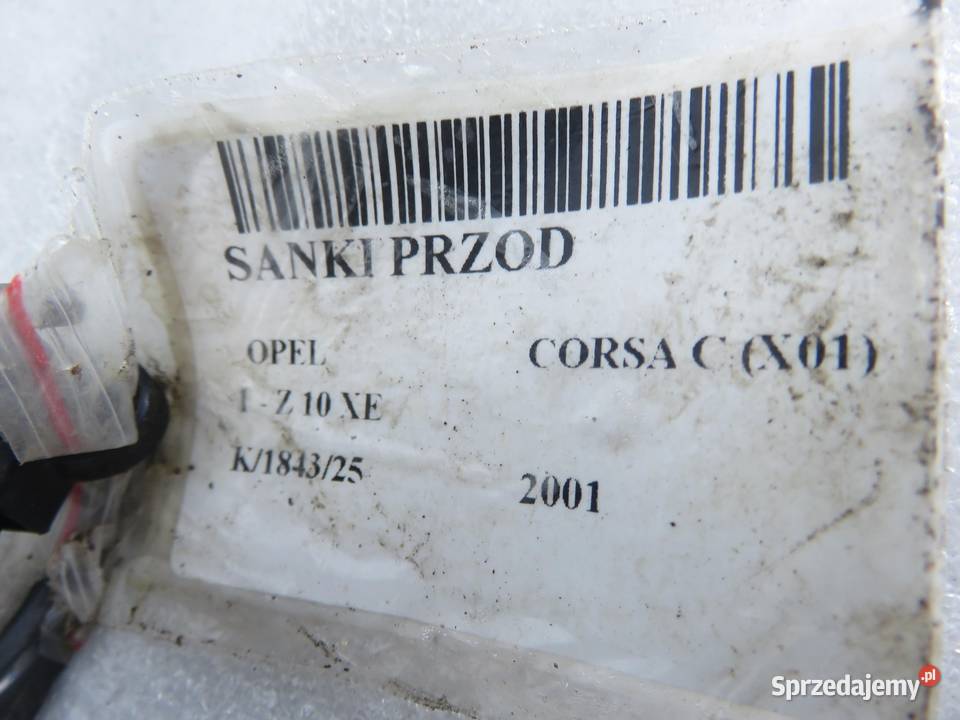 SANKI PRZOD
OPEL CORSA C (X01)
1 - Z 10 XE
K/1843/25 2001
Sprzedajemy.pl